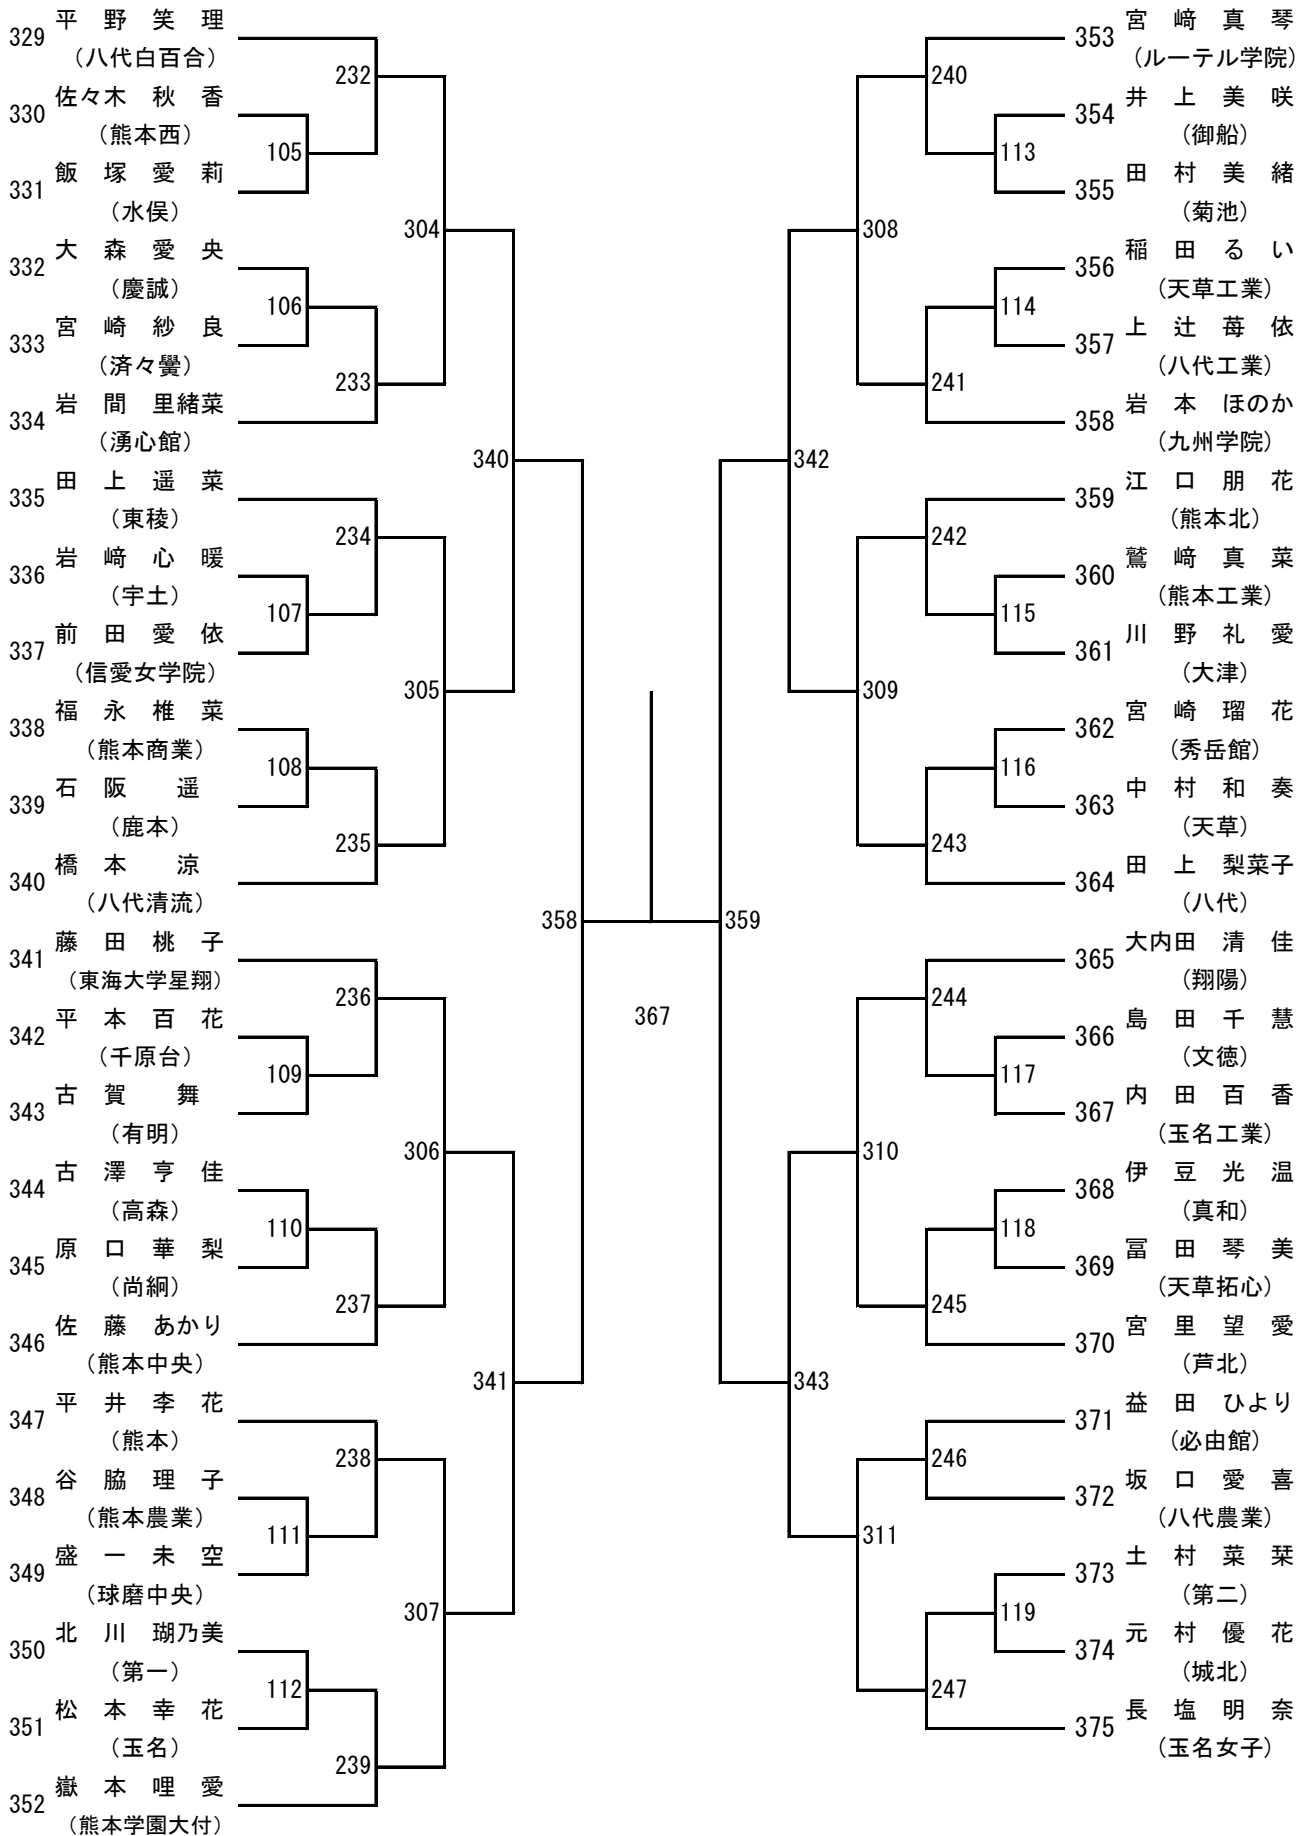 329 平 野 笑 理
(八代白百合)
232
330 佐々木 秋 香
(熊本西)
105
331 飯 塚 愛 莉
(水俣)
304
332 大 森 愛 央
(慶誠)
106
333 宮 崎 紗 良
(済々黌)
233
334 岩 間 里緒菜
(湧心館)
340
335 田 上 遥 菜
(東稜)
234
336 岩 﨑 心 暖
(宇土)
107
337 前 田 愛 依
(信愛女学院)
305
338 福 永 椎 菜
(熊本商業)
108
339 石 阪 遥
(鹿本)
235
340 橋 本 涼
(八代清流)
358
341 藤 田 桃 子
(東海大学星翔)
236
342 平 本 百 花
(千原台)
109
343 古 賀 舞
(有明)
306
344 古 澤 亨 佳
(高森)
110
345 原 口 華 梨
(尚絅)
237
346 佐 藤 あかり
(熊本中央)
341
347 平 井 李 花
(熊本)
238
348 谷 脇 理 子
(熊本農業)
111
349 盛 一 未 空
(球磨中央)
307
350 北 川 瑚乃美
(第一)
112
351 松 本 幸 花
(玉名)
239
352 嶽 本 哩 愛
(熊本学園大付)
367
353 宮 﨑 真 琴
(ルーテル学院)
240
354 井 上 美 咲
(御船)
113
355 田 村 美 緒
(菊池)
308
356 稲 田 る い
(天草工業)
114
357 上 辻 苺 依
(八代工業)
241
358 岩 本 ほのか
(九州学院)
342
359 江 口 朋 花
(熊本北)
242
360 鷲 﨑 真 菜
(熊本工業)
115
361 川 野 礼 愛
(大津)
309
362 宮 崎 瑠 花
(秀岳館)
116
363 中 村 和 奏
(天草)
243
364 田 上 梨菜子
(八代)
359
365 大内田 清 佳
(翔陽)
244
366 島 田 千 慧
(文徳)
117
367 内 田 百 香
(玉名工業)
310
368 伊 豆 光 温
(真和)
118
369 冨 田 琴 美
(天草拓心)
245
370 宮 里 望 愛
(芦北)
343
371 益 田 ひより
(必由館)
246
372 坂 口 愛 喜
(八代農業)
311
373 土 村 菜 栞
(第二)
119
374 元 村 優 花
(城北)
247
375 長 塩 明 奈
(玉名女子)